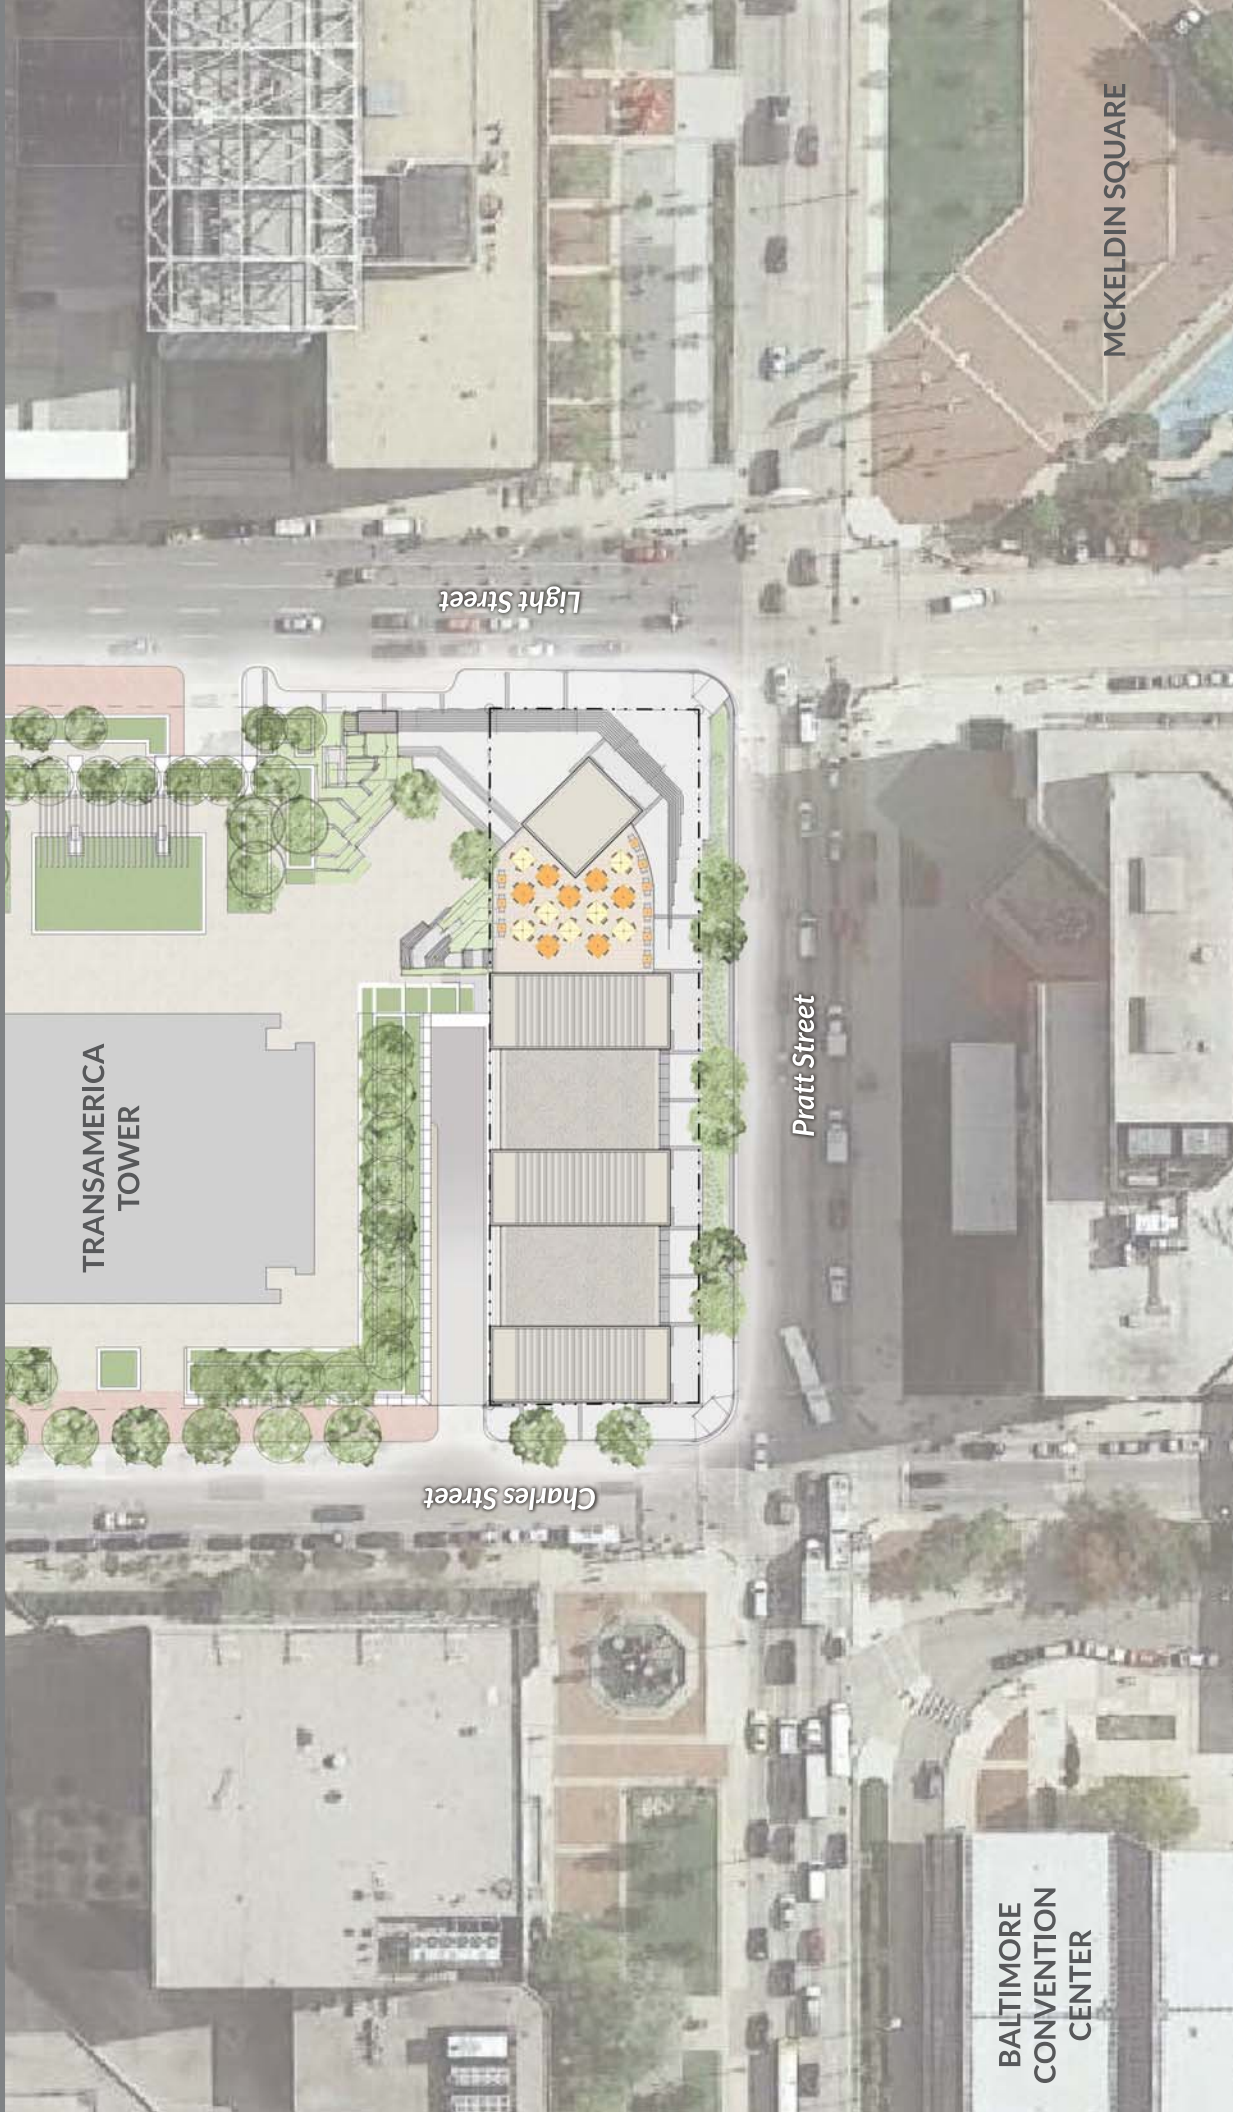 TRANSAMERICA
TOWER
MCKELDIN SQUARE
Light Street
Pratt Street
Charles Street
BALTIMORE
CONVENTION
CENTER